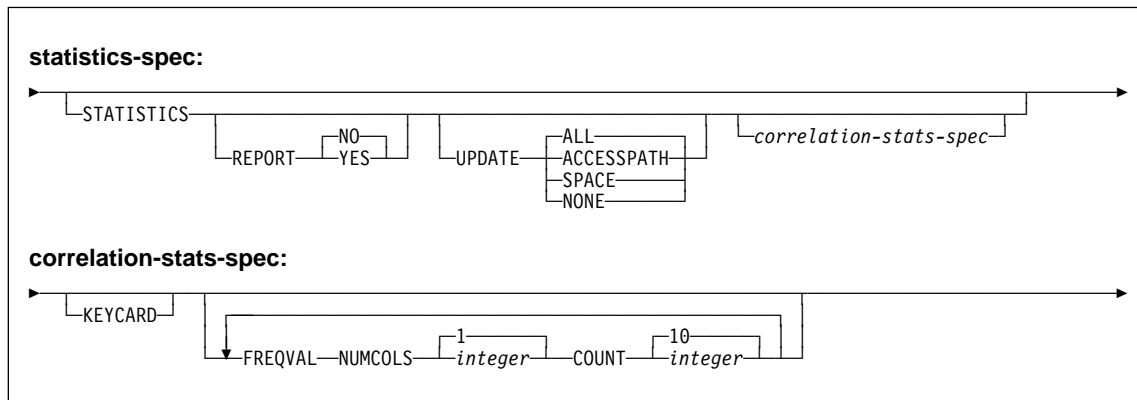 statistics-spec:
STATISTICS
REPORT NO YES
UPDATE ALL ACCESSPATH SPACE NONE
correlation-stats-spec
correlation-stats-spec:
KEYCARD
FREQVAL NUMCOLS 1 integer COUNT 10 integer